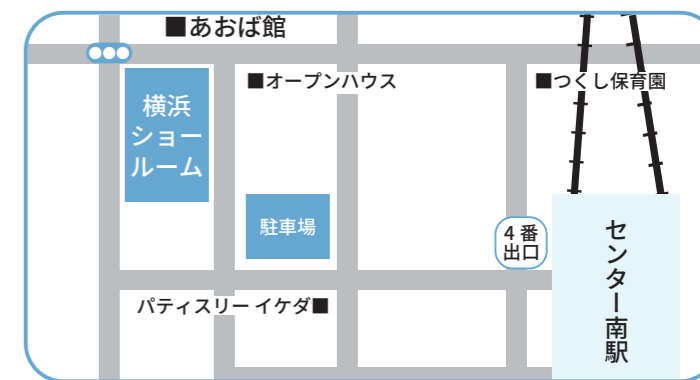 ■あおば館
■オープンハウス
■つくし保育園
横浜
ショー
ルーム
駐車場
4番
出口
センター南駅
パティスリー イケダ■